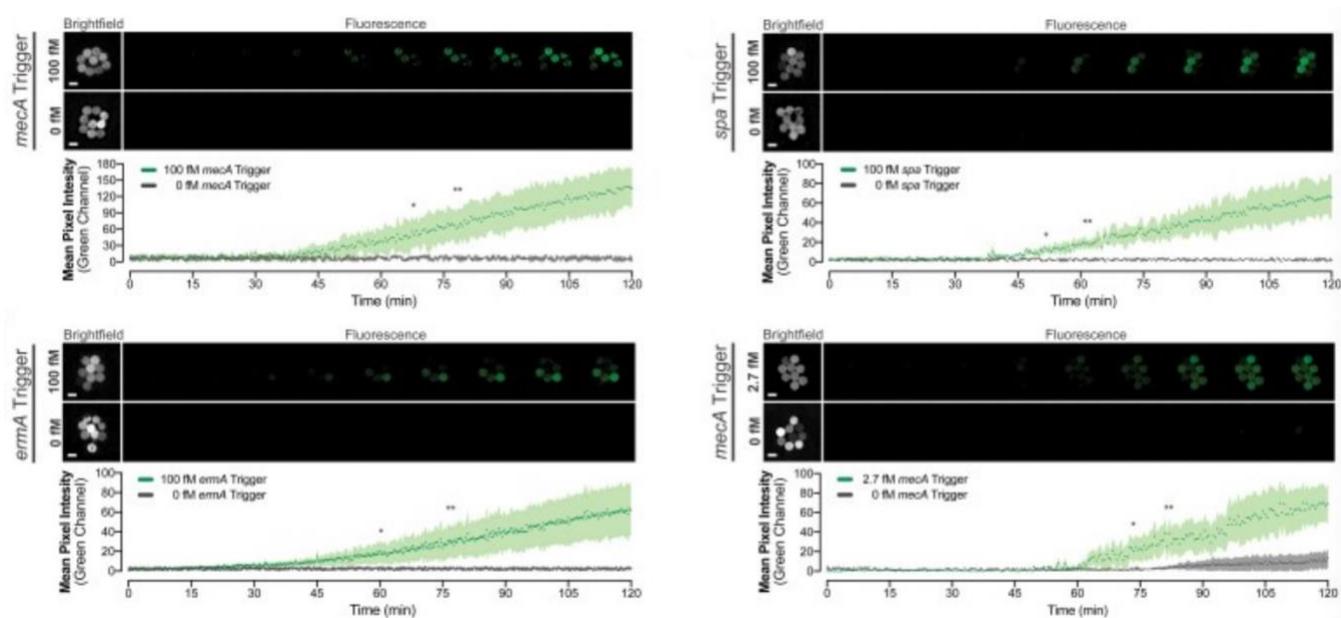 Brightfield
Fluorescence
mecA Trigger
100 fM
0 fM
180
150
120
90
60
30
0
Mean Pixel Intesity
(Green Channel)
100 fM mecA Trigger
0 fM mecA Trigger
*
**
0 15 30 45 60 75 90 105 120
Time (min)
Brightfield
Fluorescence
spa Trigger
100 fM
0 fM
100
80
60
40
20
0
Mean Pixel Intesity
(Green Channel)
100 fM spa Trigger
0 fM spa Trigger
*
**
0 15 30 45 60 75 90 105 120
Time (min)
Brightfield
Fluorescence
ermA Trigger
100 fM
0 fM
100
80
60
40
20
0
Mean Pixel Intesity
(Green Channel)
100 fM ermA Trigger
0 fM ermA Trigger
*
**
0 15 30 45 60 75 90 105 120
Time (min)
Brightfield
Fluorescence
mecA Trigger
2.7 fM
0 fM
100
80
60
40
20
0
Mean Pixel Intesity
(Green Channel)
2.7 fM mecA Trigger
0 fM mecA Trigger
*
**
0 15 30 45 60 75 90 105 120
Time (min)